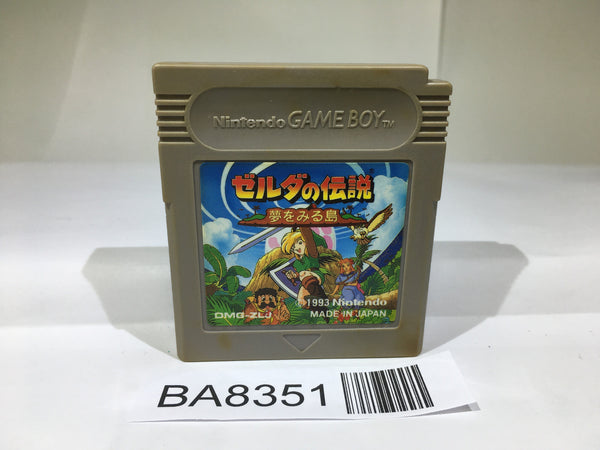 Nintendo GAME BOY TM
ゼルダの伝説
夢をみる島
© 1993 Nintendo
DMG-ZLJ MADE IN JAPAN
BA8351